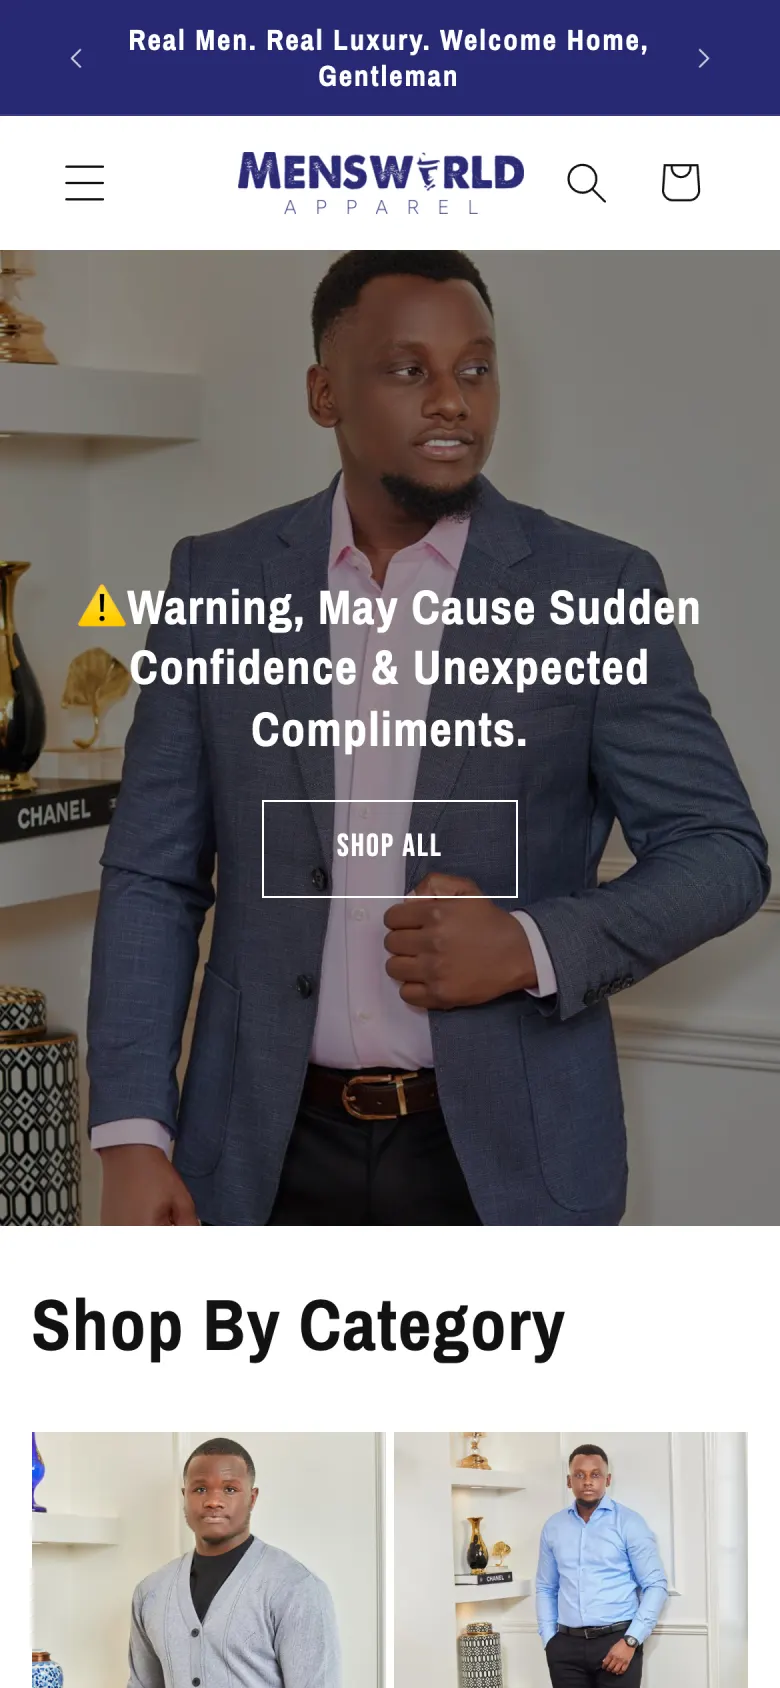 Real Men. Real Luxury. Welcome Home,
Gentleman
MENSWORLD
APPAREL
⚠️Warning, May Cause Sudden
Confidence & Unexpected
Compliments.
CHANEL
SHOP ALL
Shop By Category
CHANEL